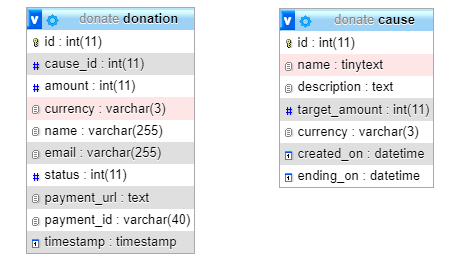 v donate donation
id : int(11)
# cause_id : int(11)
# amount : int(11)
currency : varchar(3)
name : varchar(255)
email : varchar(255)
# status : int(11)
payment_url : text
payment_id : varchar(40)
timestamp : timestamp
v donate cause
id : int(11)
name : tinytext
description : text
# target_amount : int(11)
currency : varchar(3)
created_on : datetime
ending_on : datetime